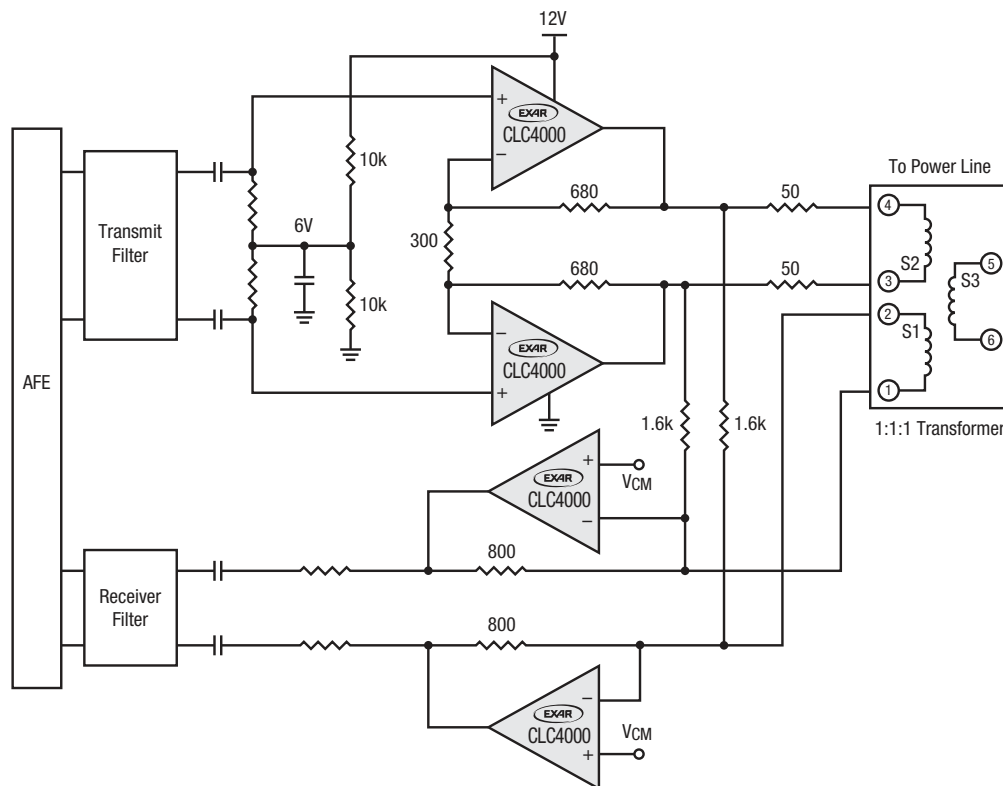 12V
+
EXAR
CLC4000
−
10k
680
50
To Power Line
4
Transmit
Filter
6V
300
S2
5
S3
680
50
3
10k
2
−
S1
6
EXAR
CLC4000
+
1
AFE
1.6k
1.6k
1:1:1 Transformer
+
EXAR
VCM
CLC4000
−
800
Receiver
Filter
800
−
EXAR
VCM
CLC4000
+